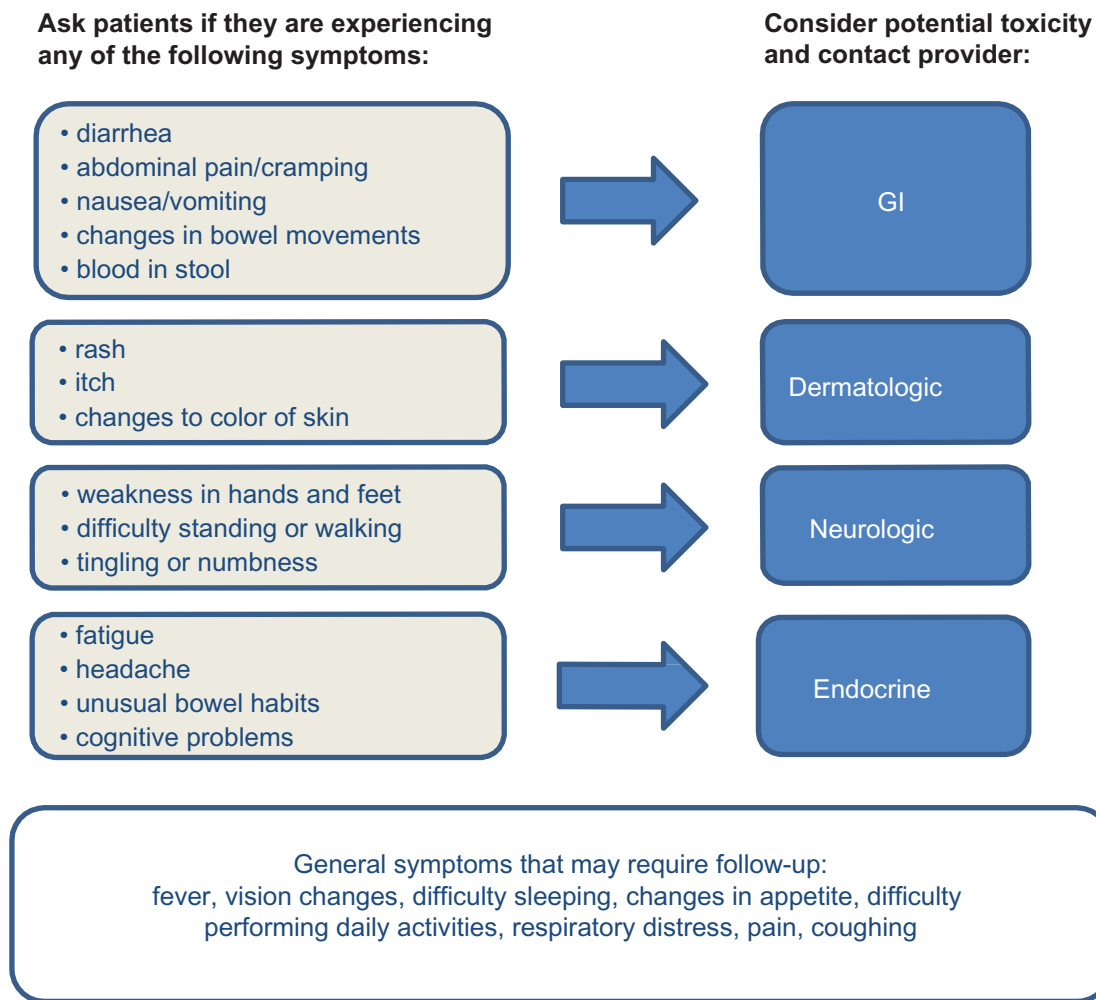 Ask patients if they are experiencing
any of the following symptoms:
Consider potential toxicity
and contact provider:
• diarrhea
• abdominal pain/cramping
• nausea/vomiting
• changes in bowel movements
• blood in stool
GI
• rash
• itch
• changes to color of skin
Dermatologic
• weakness in hands and feet
• difficulty standing or walking
• tingling or numbness
Neurologic
• fatigue
• headache
• unusual bowel habits
• cognitive problems
Endocrine
General symptoms that may require follow-up:
fever, vision changes, difficulty sleeping, changes in appetite, difficulty
performing daily activities, respiratory distress, pain, coughing